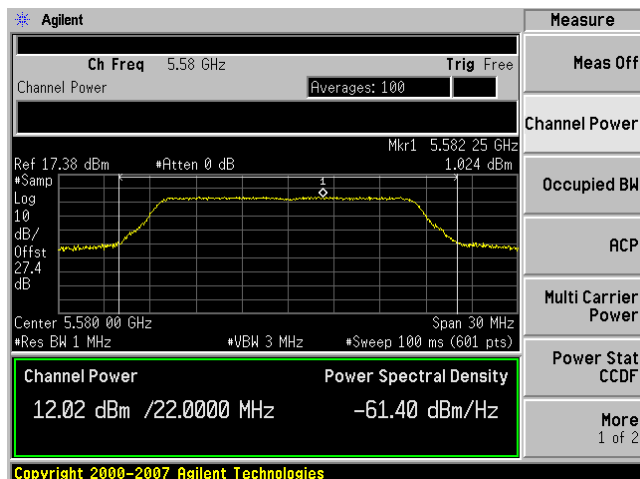 Agilent
Measure
Ch Freq 5.58 GHz Trig Free
Meas Off
Channel Power Averages: 100
Channel Power
Mkr1 5.582 25 GHz
Ref 17.38 dBm #Atten 0 dB 1.024 dBm
#Samp
Log
10
dB/
Offst
27.4
dB
1
Occupied BW
ACP
Multi Carrier
Power
Center 5.580 00 GHz Span 30 MHz
#Res BW 1 MHz #VBW 3 MHz #Sweep 100 ms (601 pts)
Power Stat
CCDF
Channel Power Power Spectral Density
12.02 dBm /22.0000 MHz -61.40 dBm/Hz
More
1 of 2
Copyright 2000-2007 Agilent Technologies